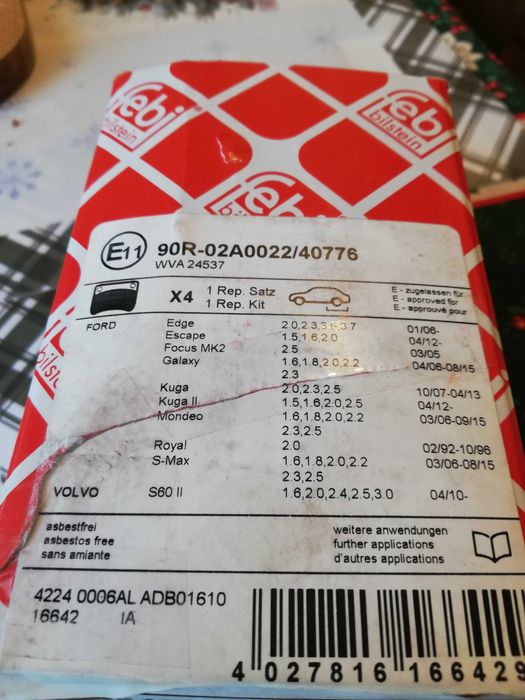 febi
bilstein
febi
bilstein
febi
bilstein
E11 90R-02A0022/40776
WVA 24537
X4 1 Rep. Satz
1 Rep. Kit
E - zugelassen für
E - approved for
E - approuvé pour
FORD Edge 2.0,2.3,3.5,3.7 01/06-
Escape 1.5,1.6,2.0 04/12-
Focus MK2 2.5 03/05
Galaxy 1.6,1.8,2.0,2.2 04/06-08/15
2.3
Kuga 2.0,2.3,2.5 10/07-04/13
Kuga II 1.5,1.6,2.0,2.5 04/12-
Mondeo 1.6,1.8,2.0,2.2 03/06-09/15
2.3,2.5
Royal 2.0 02/92-10/96
S-Max 1.6,1.8,2.0,2.2 03/06-08/15
2.3,2.5
VOLVO S60 II 1.6,2.0,2.4,2.5,3.0 04/10-
asbestfrei
asbestos free
sans amiante
weitere anwendungen
further applications
d'autres applications
4224 0006AL ADB01610
16642 IA
4 027816 166429
bilstein